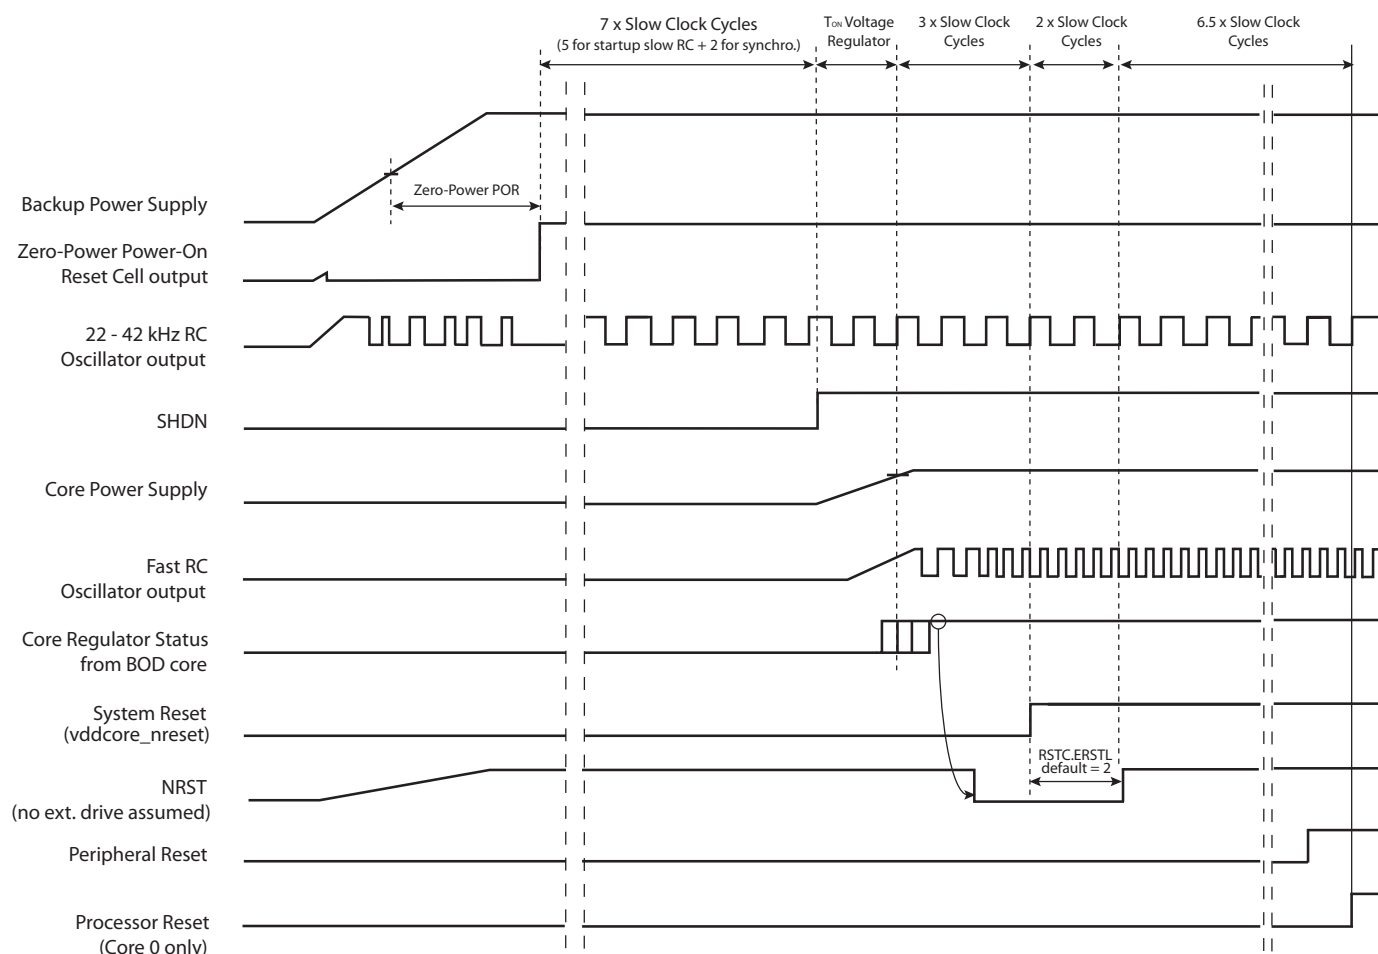 7 x Slow Clock Cycles
(5 for startup slow RC + 2 for synchro.)
TON Voltage
Regulator
3 x Slow Clock
Cycles
2 x Slow Clock
Cycles
6.5 x Slow Clock
Cycles
Zero-Power POR
Backup Power Supply
Zero-Power Power-On
Reset Cell output
22 - 42 kHz RC
Oscillator output
SHDN
Core Power Supply
Fast RC
Oscillator output
Core Regulator Status
from BOD core
System Reset
(vddcore_nreset)
RSTC.ERSTL
default = 2
NRST
(no ext. drive assumed)
Peripheral Reset
Processor Reset
(Core 0 only)